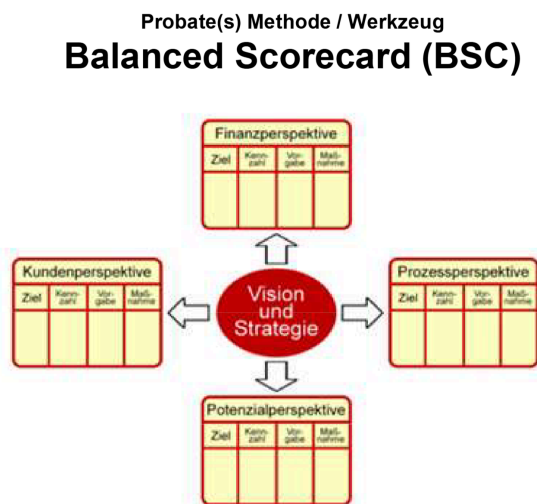 Probate(s) Methode / Werkzeug
Balanced Scorecard (BSC)
Finanzperspektive
Ziel Kenn-zahl Vor-gabe Maß-nahme
Kundenperspektive
Ziel Kenn-zahl Vor-gabe Maß-nahme
Vision
und
Strategie
Prozessperspektive
Ziel Kenn-zahl Vor-gabe Maß-nahme
Potenzialperspektive
Ziel Kenn-zahl Vor-gabe Maß-nahme